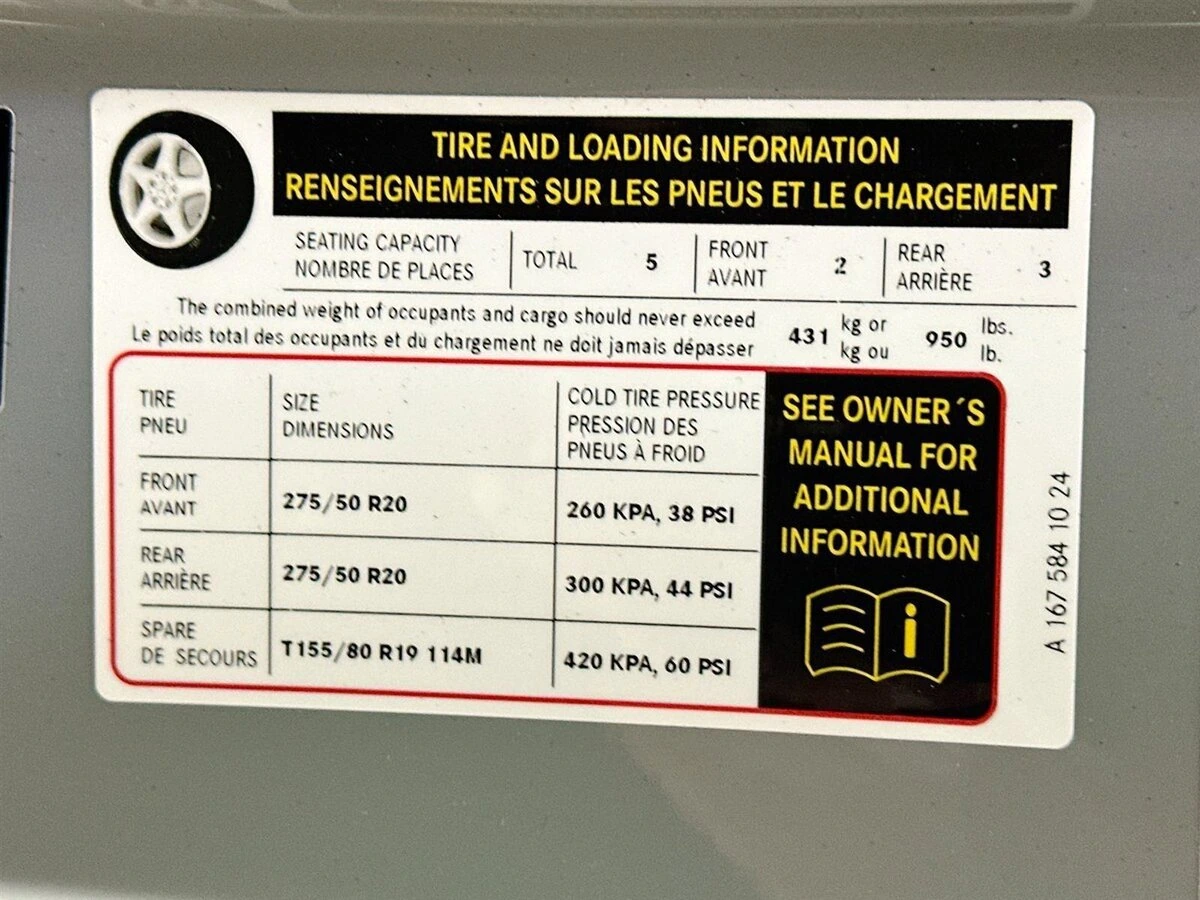 TIRE AND LOADING INFORMATION
RENSEIGNEMENTS SUR LES PNEUS ET LE CHARGEMENT
SEATING CAPACITY
NOMBRE DE PLACES
TOTAL 5
FRONT
AVANT
2
REAR
ARRIÈRE
3
The combined weight of occupants and cargo should never exceed
Le poids total des occupants et du chargement ne doit jamais dépasser
431
kg or
kg ou
950
lbs.
lb.
TIRE
PNEU
SIZE
DIMENSIONS
COLD TIRE PRESSURE
PRESSION DES
PNEUS À FROID
FRONT
AVANT
275/50 R20
260 KPA, 38 PSI
REAR
ARRIÈRE
275/50 R20
300 KPA, 44 PSI
SPARE
DE SECOURS
T155/80 R19 114M
420 KPA, 60 PSI
SEE OWNER´S
MANUAL FOR
ADDITIONAL
INFORMATION
A 167 584 10 24